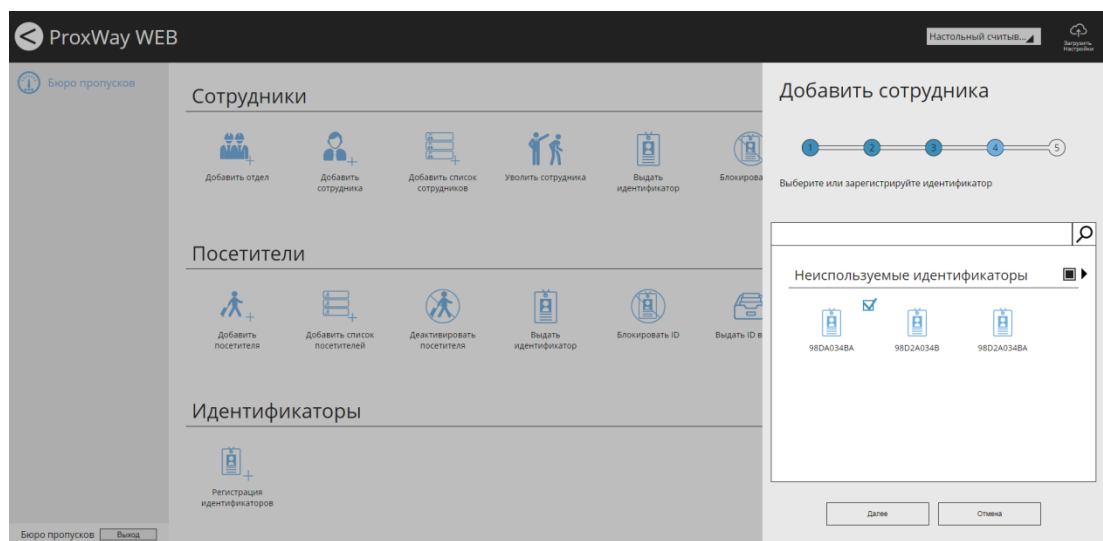 ProxWay WEB
Настольный считыв...
Загрузить
Настройки
Бюро пропусков
Сотрудники
Добавить отдел
Добавить
сотрудника
Добавить список
сотрудников
Уволить сотрудника
Выдать
идентификатор
Блокирова
Посетители
Добавить
посетителя
Добавить список
посетителей
Деактивировать
посетителя
Выдать
идентификатор
Блокировать ID
Выдать ID в
Идентификаторы
Регистрация
идентификаторов
Бюро пропусков
Выход
Добавить сотрудника
1 2 3 4 5
Выберите или зарегистрируйте идентификатор
Неиспользуемые идентификаторы
98DA034BA
98D2A034B
98D2A034BA
Далее
Отмена